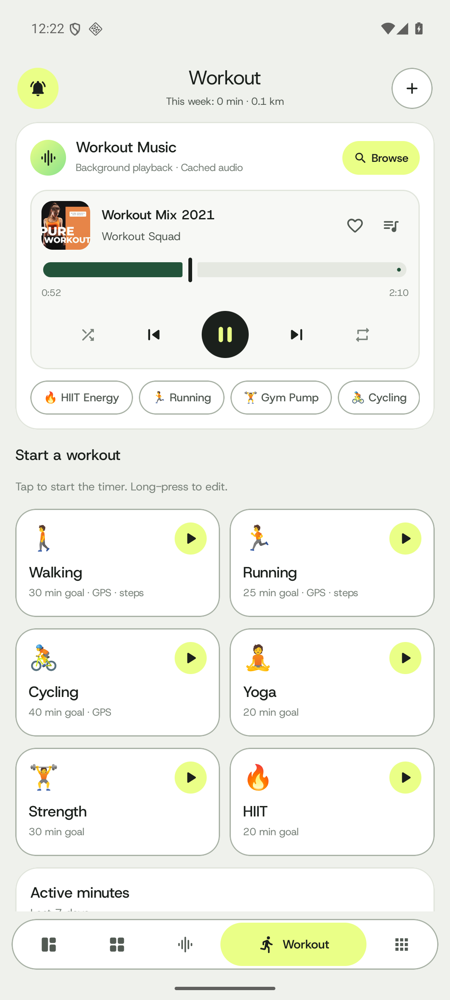 12:22
Workout
This week: 0 min · 0.1 km
Workout Music
Background playback · Cached audio
Browse
PURE
WORKOUT
Workout Mix 2021
Workout Squad
0:52
2:10
HIIT Energy
Running
Gym Pump
Cycling
Start a workout
Tap to start the timer. Long-press to edit.
Walking
30 min goal · GPS · steps
Running
25 min goal · GPS · steps
Cycling
40 min goal · GPS
Yoga
20 min goal
Strength
30 min goal
HIIT
20 min goal
Active minutes
Workout